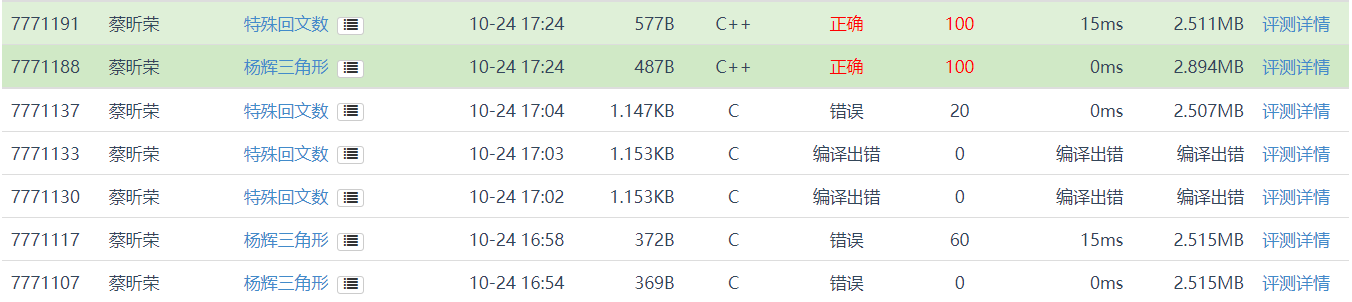 7771191 蔡昕荣 特殊回文数 10-24 17:24 577B C++ 正确 100 15ms 2.511MB 评测详情
7771188 蔡昕荣 杨辉三角形 10-24 17:24 487B C++ 正确 100 0ms 2.894MB 评测详情
7771137 蔡昕荣 特殊回文数 10-24 17:04 1.147KB C 错误 20 0ms 2.507MB 评测详情
7771133 蔡昕荣 特殊回文数 10-24 17:03 1.153KB C 编译出错 0 编译出错 编译出错 评测详情
7771130 蔡昕荣 特殊回文数 10-24 17:02 1.153KB C 编译出错 0 编译出错 编译出错 评测详情
7771117 蔡昕荣 杨辉三角形 10-24 16:58 372B C 错误 60 15ms 2.515MB 评测详情
7771107 蔡昕荣 杨辉三角形 10-24 16:54 369B C 错误 0 0ms 2.515MB 评测详情